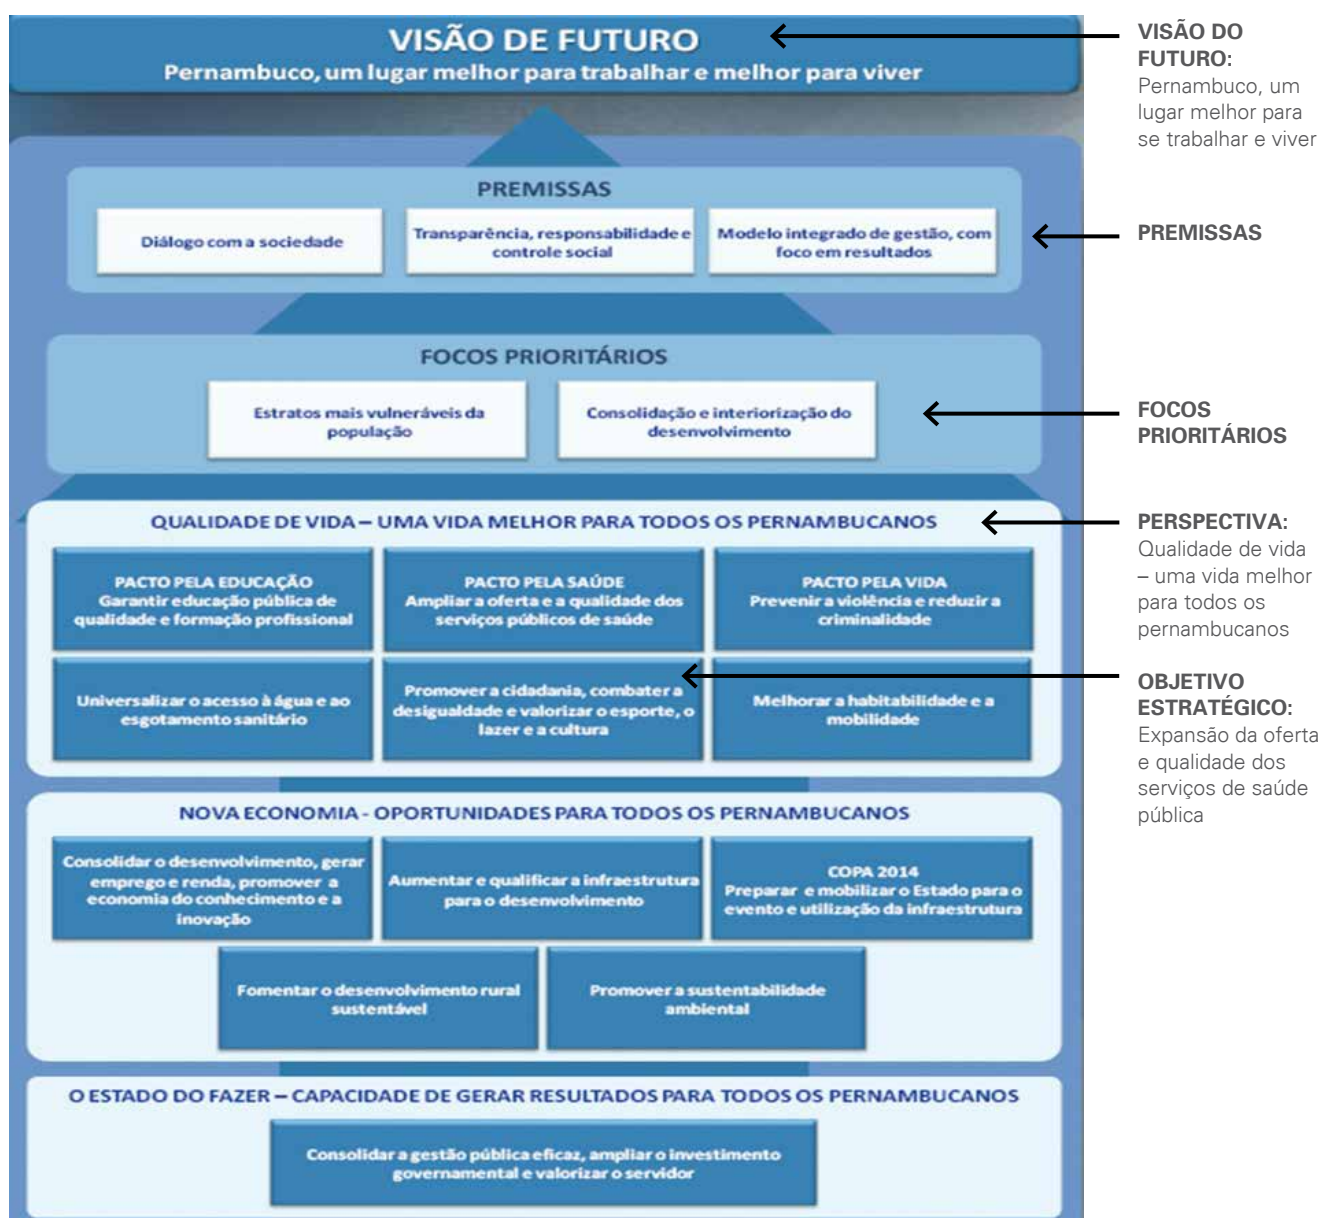 VISÃO DE FUTURO
Pernambuco, um lugar melhor para trabalhar e melhor para viver
PREMISSAS
Diálogo com a sociedade
Transparência, responsabilidade e
controle social
Modelo integrado de gestão, com
foco em resultados
FOCOS PRIORITÁRIOS
Estratos mais vulneráveis da
população
Consolidação e interiorização do
desenvolvimento
QUALIDADE DE VIDA – UMA VIDA MELHOR PARA TODOS OS PERNAMBUCANOS
PACTO PELA EDUCAÇÃO
Garantir educação pública de
qualidade e formação profissional
PACTO PELA SAÚDE
Ampliar a oferta e a qualidade dos
serviços públicos de saúde
PACTO PELA VIDA
Prevenir a violência e reduzir a
criminalidade
Universalizar o acesso à água e ao
esgotamento sanitário
Promover a cidadania, combater a
desigualdade e valorizar o esporte, o
lazer e a cultura
Melhorar a habitabilidade e a
mobilidade
NOVA ECONOMIA - OPORTUNIDADES PARA TODOS OS PERNAMBUCANOS
Consolidar o desenvolvimento, gerar
emprego e renda, promover a
economia do conhecimento e a
inovação
Aumentar e qualificar a infraestrutura
para o desenvolvimento
COPA 2014
Preparar e mobilizar o Estado para o
evento e utilização da infraestrutura
Fomentar o desenvolvimento rural
sustentável
Promover a sustentabilidade
ambiental
O ESTADO DO FAZER – CAPACIDADE DE GERAR RESULTADOS PARA TODOS OS PERNAMBUCANOS
Consolidar a gestão pública eficaz, ampliar o investimento
governamental e valorizar o servidor
VISÃO DO
FUTURO:
Pernambuco, um
lugar melhor para
se trabalhar e viver
PREMISSAS
FOCOS
PRIORITÁRIOS
PERSPECTIVA:
Qualidade de vida
– uma vida melhor
para todos os
pernambucanos
OBJETIVO
ESTRATÉGICO:
Expansão da oferta
e qualidade dos
serviços de saúde
pública